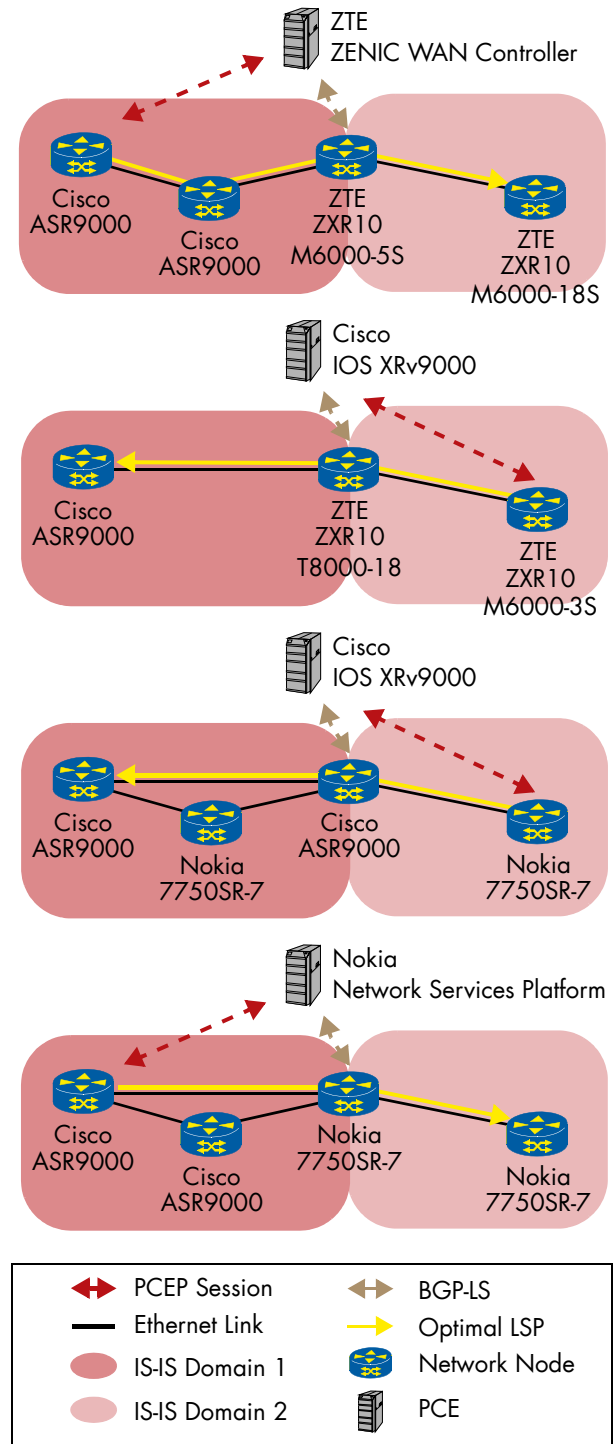 ZTE
ZENIC WAN Controller
Cisco
ASR9000
Cisco
ASR9000
ZTE
ZXR10
M6000-5S
ZTE
ZXR10
M6000-18S
Cisco
IOS XRv9000
Cisco
ASR9000
ZTE
ZXR10
T8000-18
ZTE
ZXR10
M6000-3S
Cisco
IOS XRv9000
Cisco
ASR9000
Nokia
7750SR-7
Cisco
ASR9000
Nokia
7750SR-7
Nokia
Network Services Platform
Cisco
ASR9000
Cisco
ASR9000
Nokia
7750SR-7
Nokia
7750SR-7
PCEP Session
BGP-LS
Ethernet Link
Optimal LSP
IS-IS Domain 1
Network Node
IS-IS Domain 2
PCE